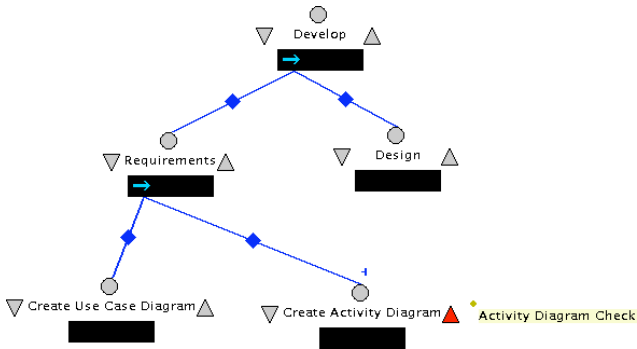 Develop
Requirements
Design
Create Use Case Diagram
Create Activity Diagram
Activity Diagram Check